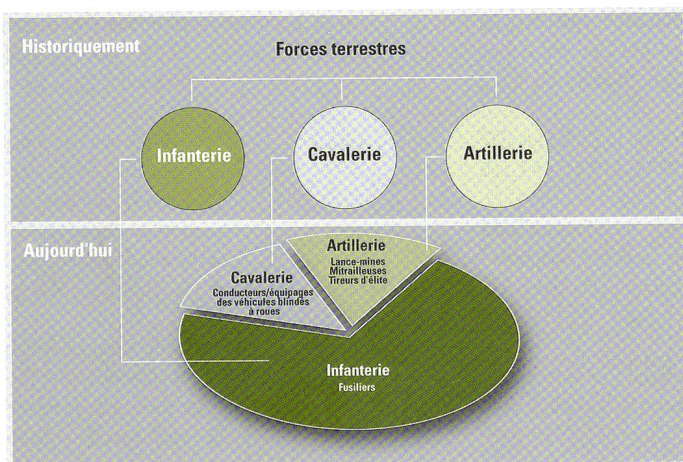 Historiquement
Forces terrestres
Infanterie
Cavalerie
Artillerie
Aujourd'hui
Artillerie
Lance-mines
Mitrailleuses
Tireurs d'élite
Cavalerie
Conducteurs/équipages
des véhicules blindés
à roues
Infanterie
Fusiliers